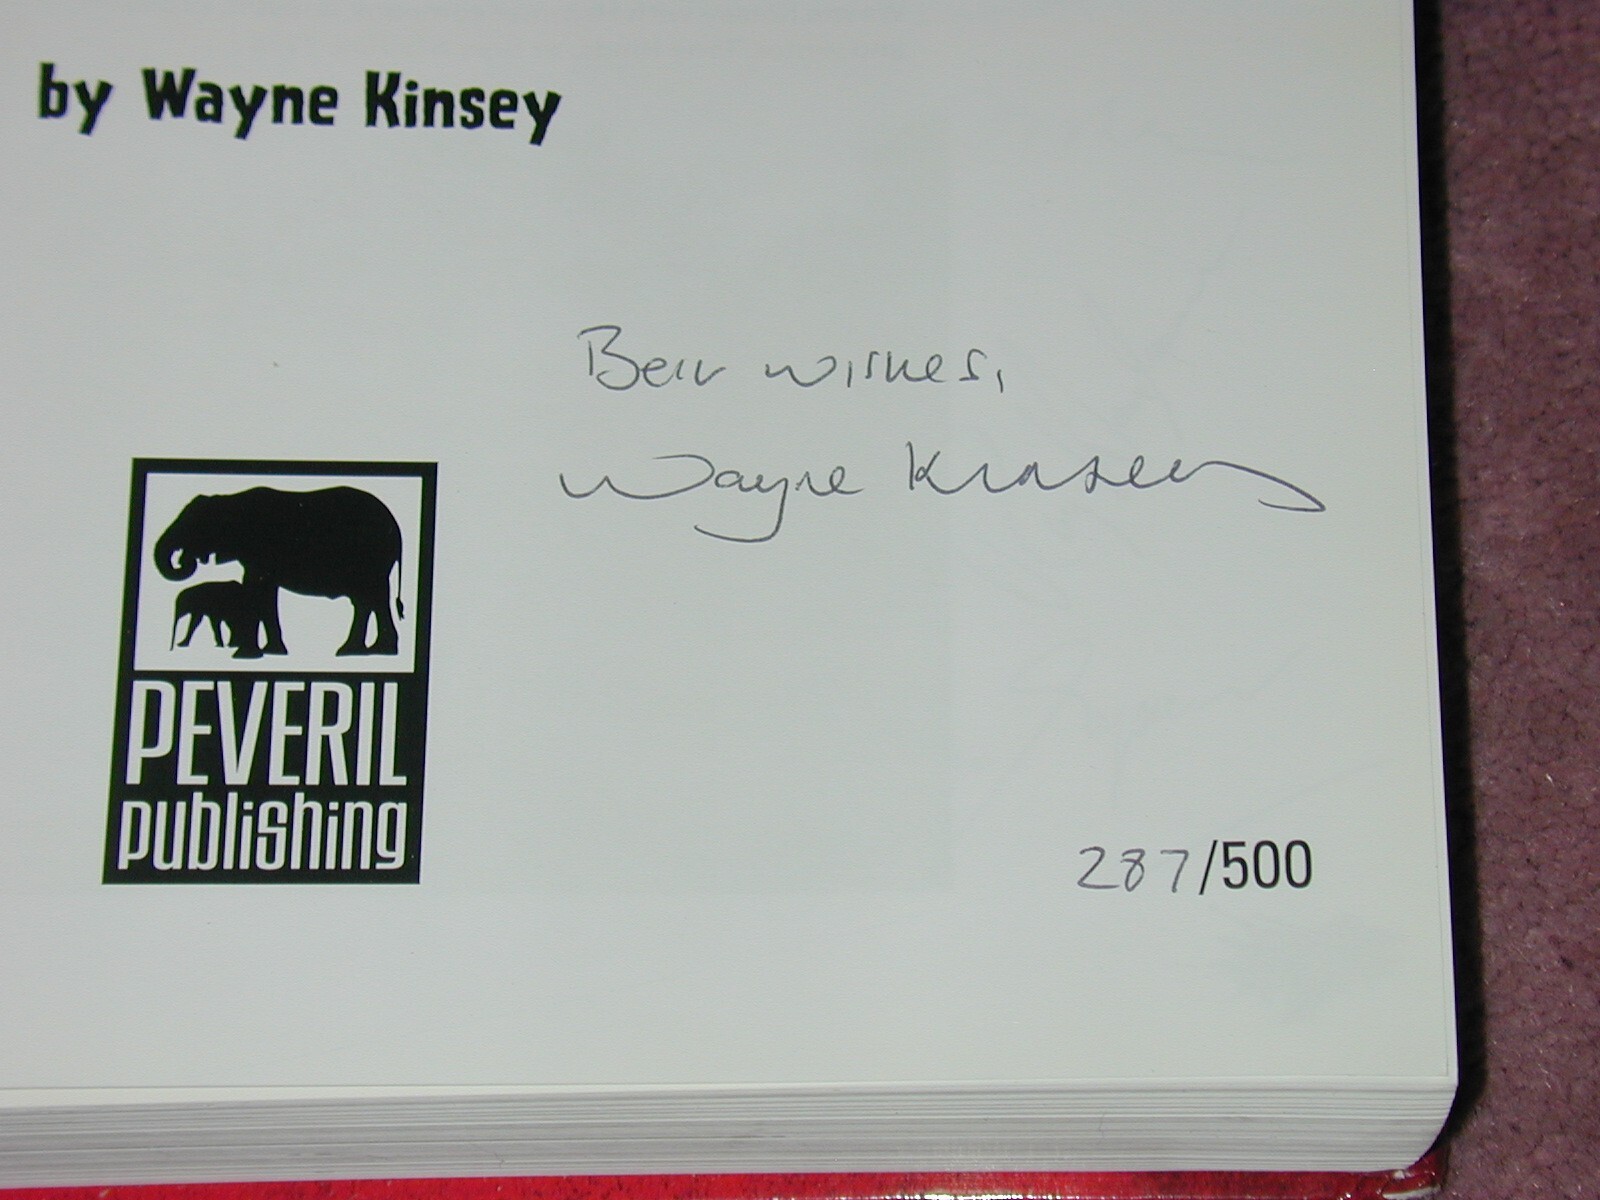 by Wayne Kinsey
Best wishes,
Wayne Kinsey
PEVERIL
publishing
287/500